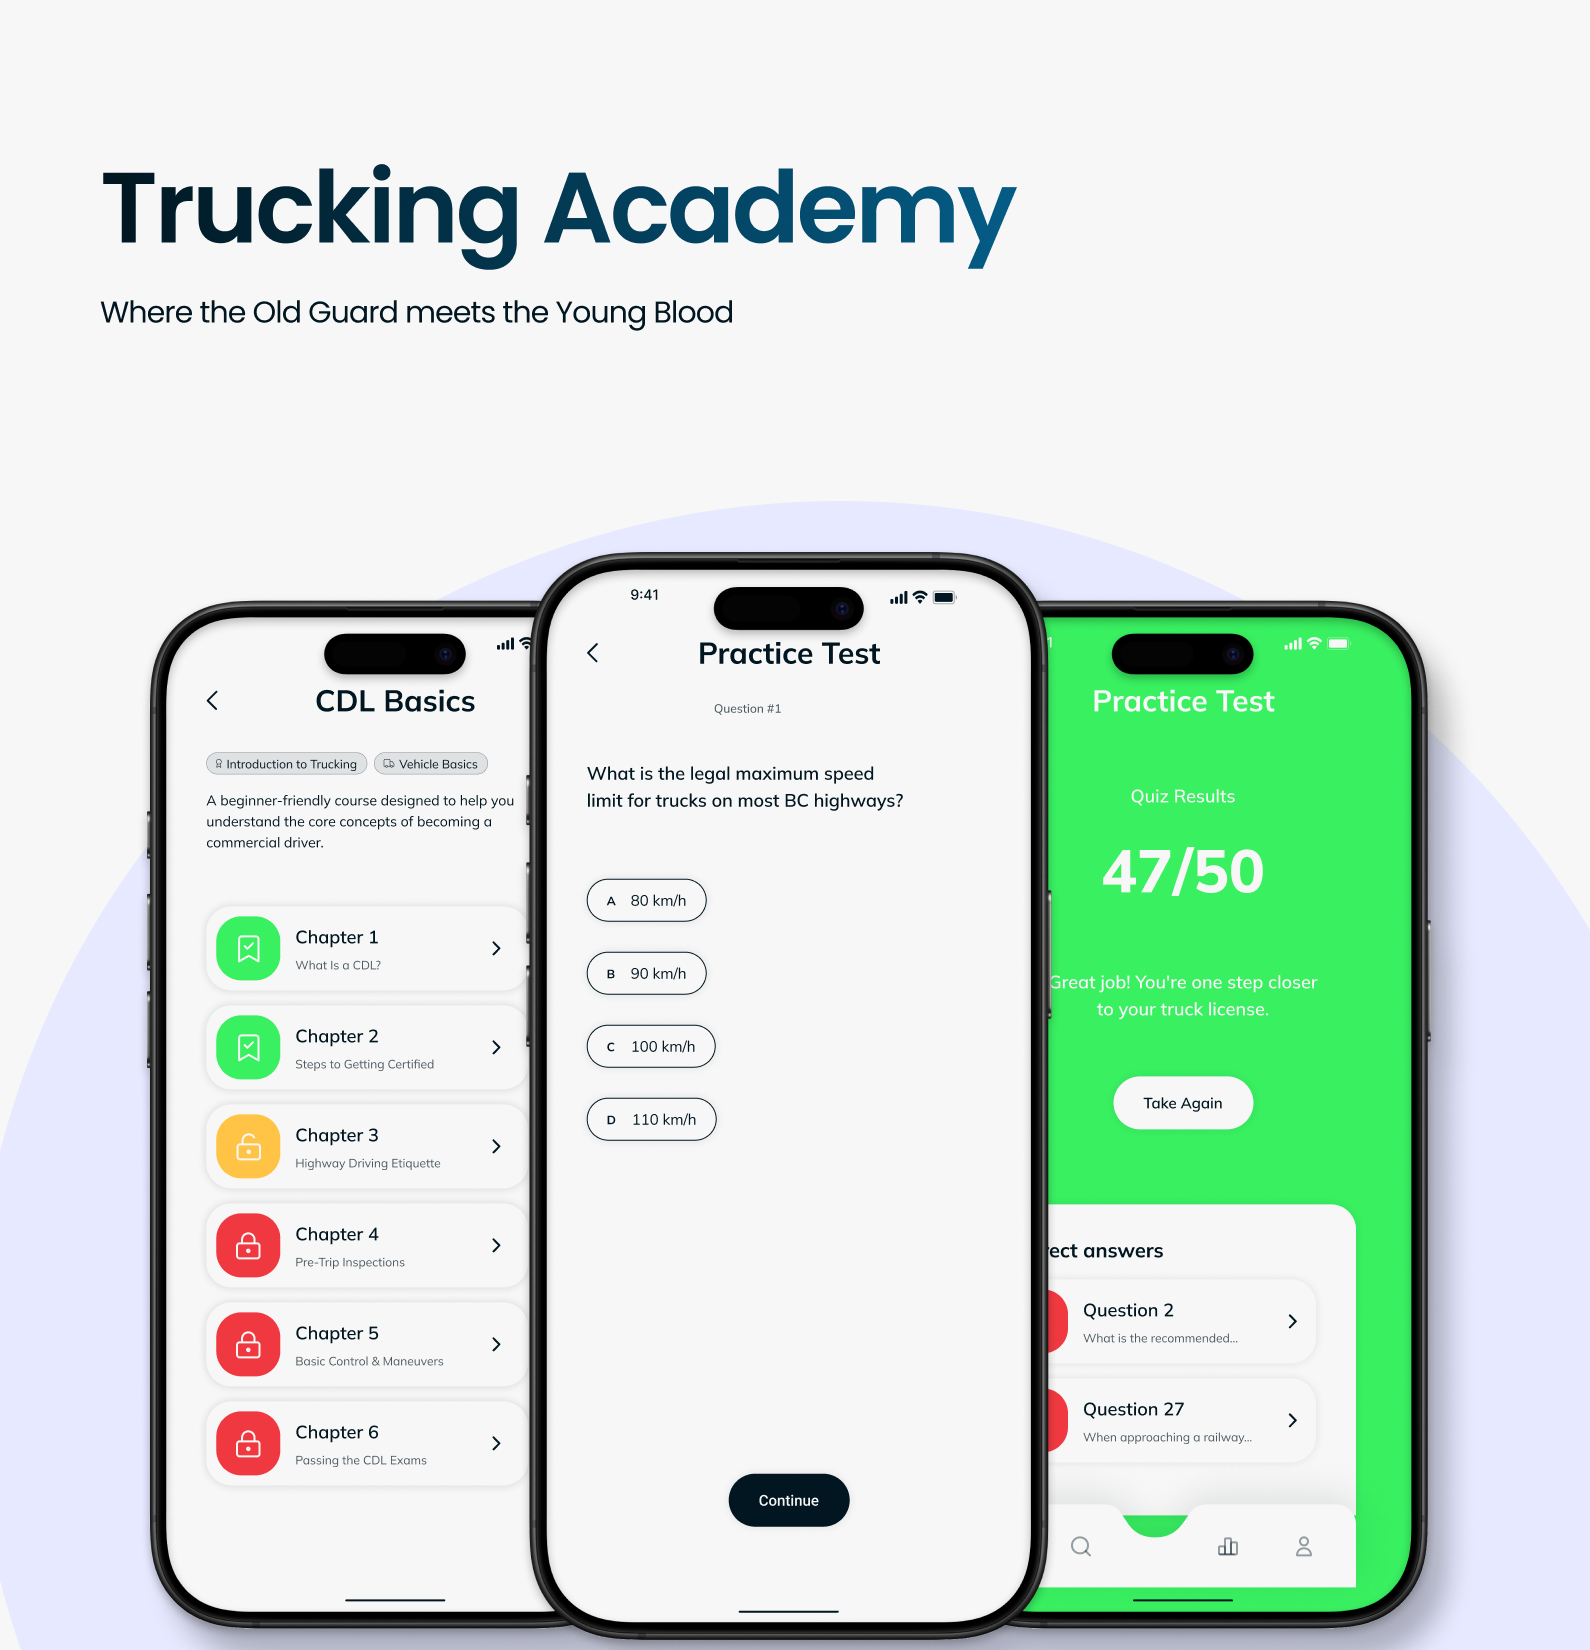 Trucking Academy
Where the Old Guard meets the Young Blood
CDL Basics
Introduction to Trucking
Vehicle Basics
A beginner-friendly course designed to help you
understand the core concepts of becoming a
commercial driver.
Chapter 1
What Is a CDL?
Chapter 2
Steps to Getting Certified
Chapter 3
Highway Driving Etiquette
Chapter 4
Pre-Trip Inspections
Chapter 5
Basic Control & Maneuvers
Chapter 6
Passing the CDL Exams
9:41
Practice Test
Question #1
What is the legal maximum speed
limit for trucks on most BC highways?
A 80 km/h
B 90 km/h
C 100 km/h
D 110 km/h
Continue
Practice Test
Quiz Results
47/50
Great job! You're one step closer
to your truck license.
Take Again
rect answers
Question 2
What is the recommended...
Question 27
When approaching a railway...